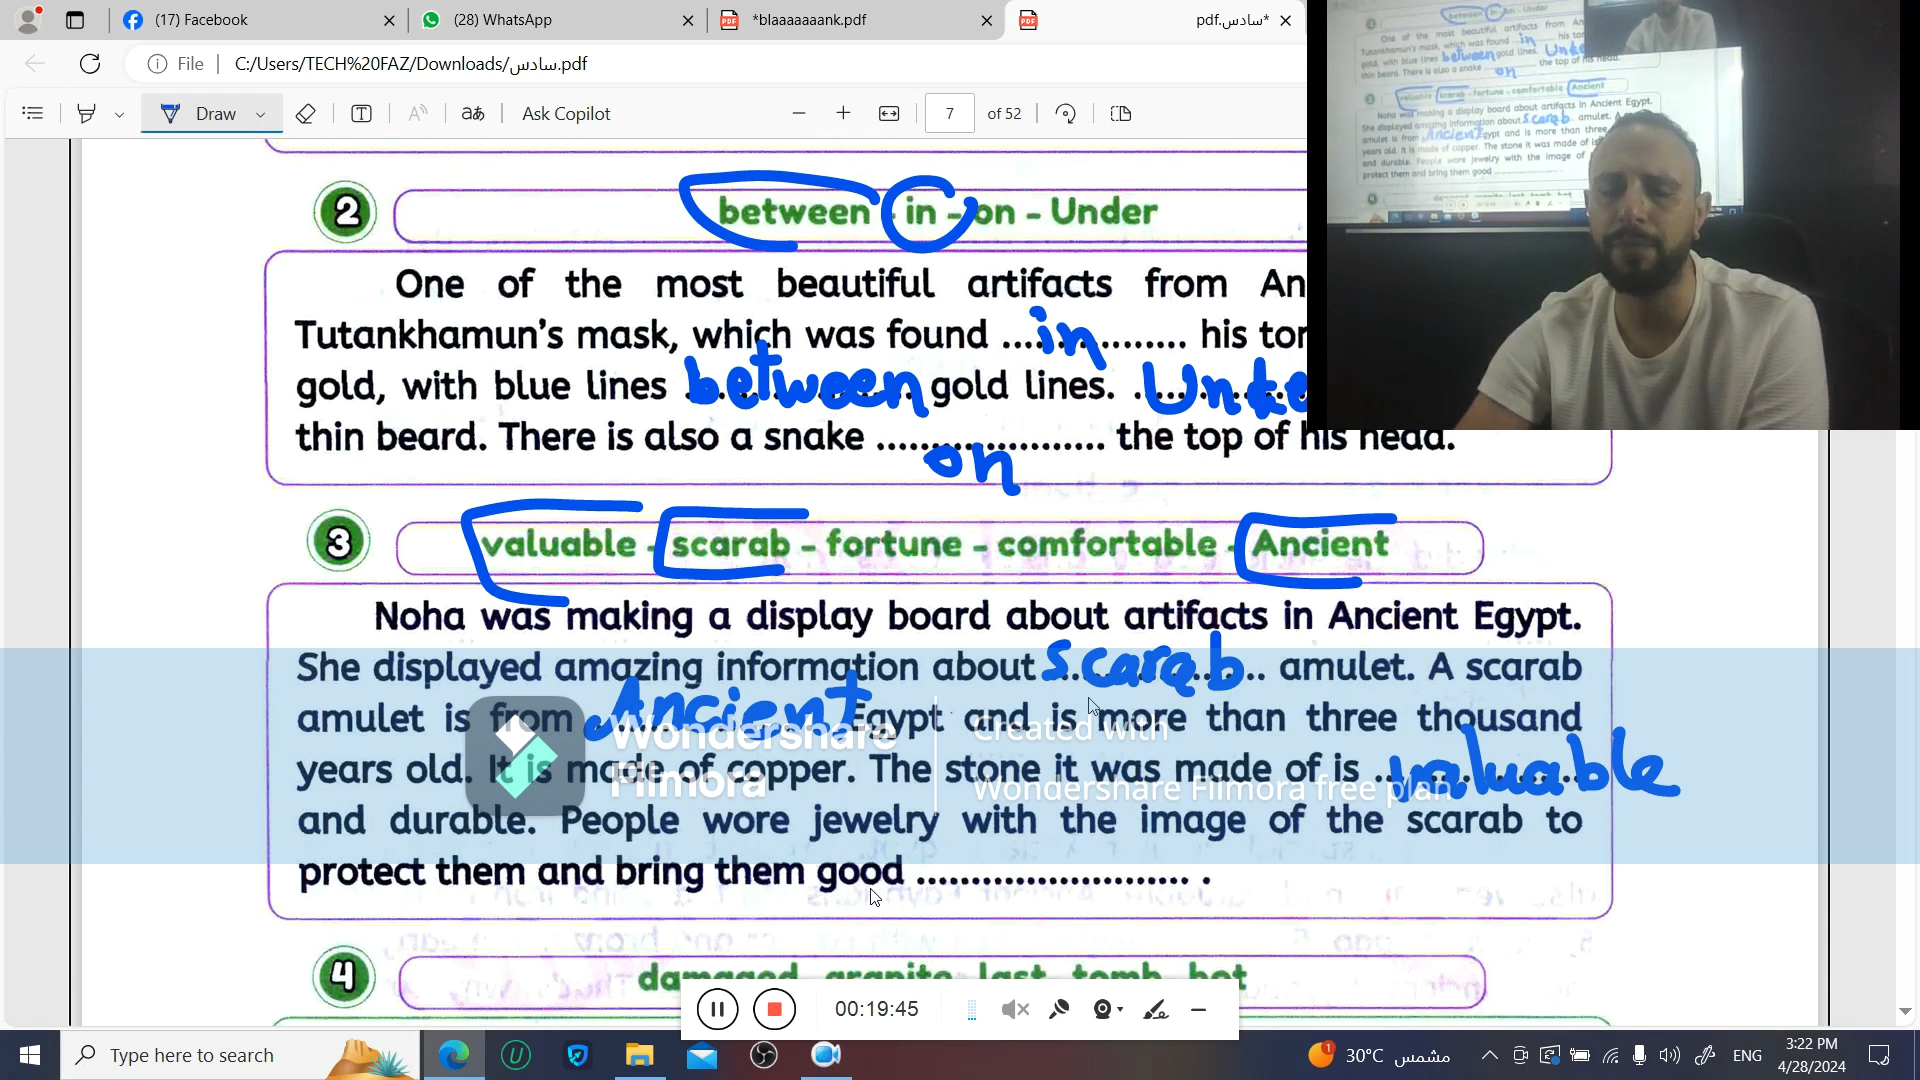 (17) Facebook
(28) WhatsApp
*blaaaaaank.pdf
سادس.pdf*
File
C:/Users/TECH%20FAZ/Downloads/سادس.pdf
Draw
Ask Copilot
7 of 52
2
between - in - on - Under
One of the most beautiful artifacts from An
Tutankhamun's mask, which was found ....in.... his tor
gold, with blue lines between gold lines. Unde
thin beard. There is also a snake .................... the top of his head.
on
3
valuable - scarab - fortune - comfortable - Ancient
Noha was making a display board about artifacts in Ancient Egypt.
She displayed amazing information about scarab amulet. A scarab
amulet is from Ancient Egypt and is more than three thousand
years old. It is made of copper. The stone it was made of is valuable
and durable. People wore jewelry with the image of the scarab to
protect them and bring them good ......................... .
Wondershare Filmora
Created with
Wondershare Filmora free plan
4
damaged granite last tomb hot
00:19:45
Type here to search
30°C مشمس
ENG
3:22 PM
4/28/2024